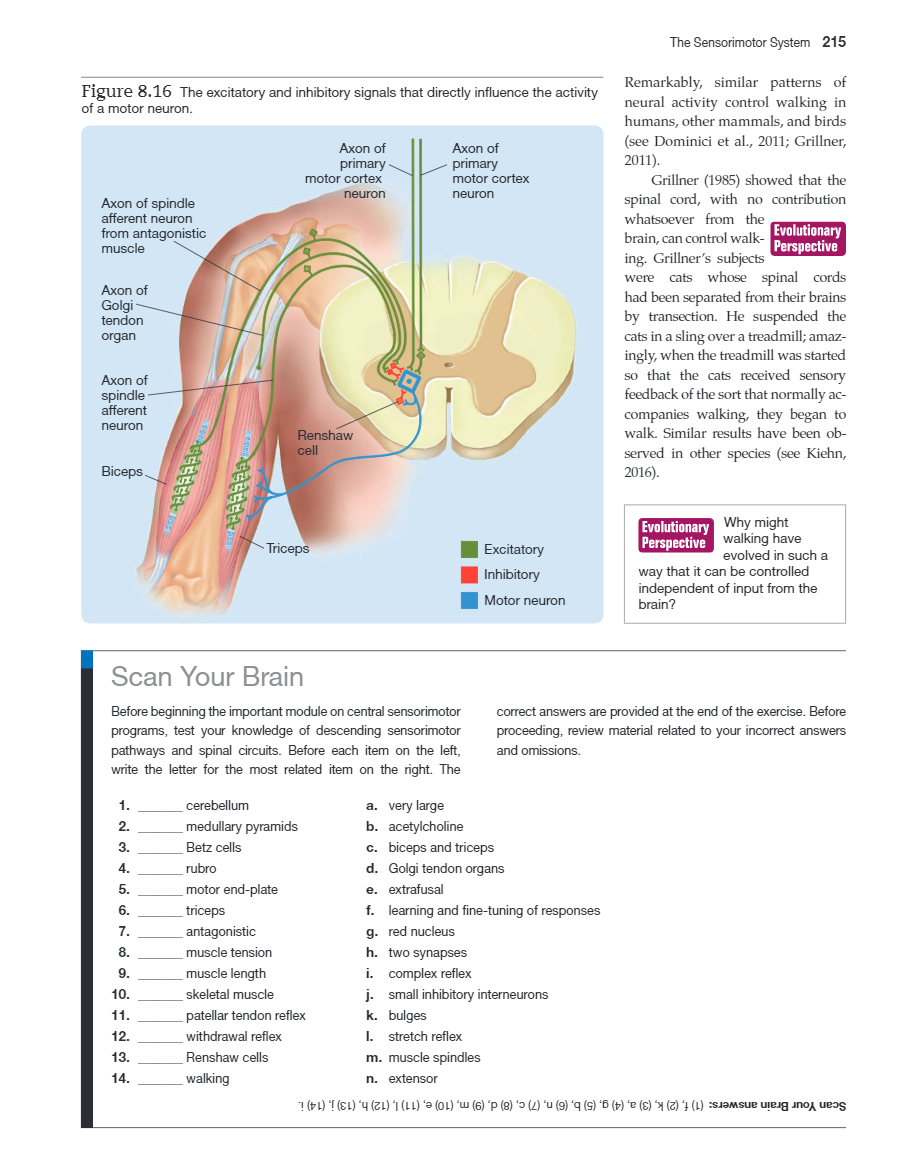 The Sensorimotor System 215
Figure 8.16 The excitatory and inhibitory signals that directly influence the activity
of a motor neuron.
Axon of
primary
motor cortex
neuron
Axon of
primary
motor cortex
neuron
Axon of spindle
afferent neuron
from antagonistic
muscle
Axon of
Golgi
tendon
organ
Axon of
spindle
afferent
neuron
Renshaw
cell
Biceps
Triceps
Excitatory
Inhibitory
Motor neuron
Remarkably, similar patterns of
neural activity control walking in
humans, other mammals, and birds
(see Dominici et al., 2011; Grillner,
2011).
Grillner (1985) showed that the
spinal cord, with no contribution
whatsoever from the
brain, can control walk-
ing. Grillner's subjects
Evolutionary
Perspective
were cats whose spinal cords
had been separated from their brains
by transection. He suspended the
cats in a sling over a treadmill; amaz-
ingly, when the treadmill was started
so that the cats received sensory
feedback of the sort that normally ac-
companies walking, they began to
walk. Similar results have been ob-
served in other species (see Kiehn,
2016).
Evolutionary
Perspective
Why might
walking have
evolved in such a
way that it can be controlled
independent of input from the
brain?
Scan Your Brain
Before beginning the important module on central sensorimotor
programs, test your knowledge of descending sensorimotor
pathways and spinal circuits. Before each item on the left,
write the letter for the most related item on the right. The
correct answers are provided at the end of the exercise. Before
proceeding, review material related to your incorrect answers
and omissions.
1. ______ cerebellum
2. ______ medullary pyramids
3. ______ Betz cells
4. ______ rubro
5. ______ motor end-plate
6. ______ triceps
7. ______ antagonistic
8. ______ muscle tension
9. ______ muscle length
10. ______ skeletal muscle
11. ______ patellar tendon reflex
12. ______ withdrawal reflex
13. ______ Renshaw cells
14. ______ walking
a. very large
b. acetylcholine
c. biceps and triceps
d. Golgi tendon organs
e. extrafusal
f. learning and fine-tuning of responses
g. red nucleus
h. two synapses
i. complex reflex
j. small inhibitory interneurons
k. bulges
l. stretch reflex
m. muscle spindles
n. extensor
Scan Your Brain answers: (1) f, (2) k, (3) a, (4) g, (5) b, (6) n, (7) c, (8) d, (9) m, (10) e, (11) l, (12) h, (13) j, (14) i.